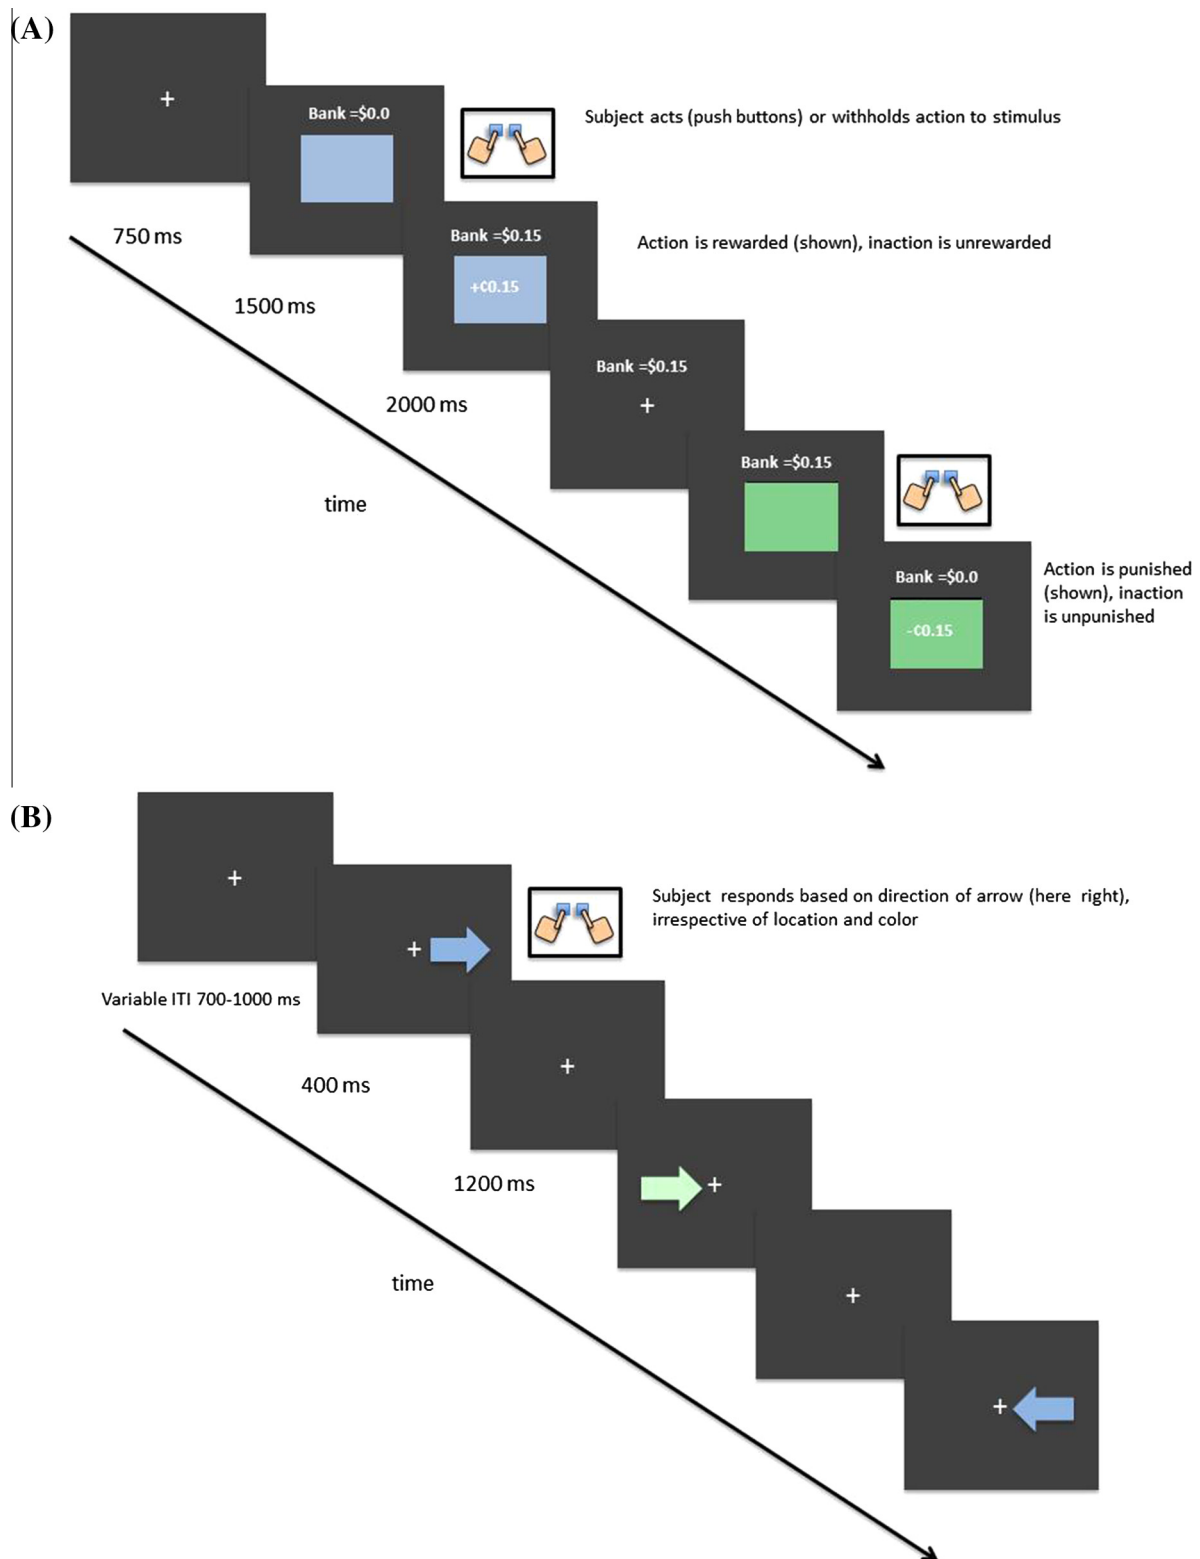 (A)
+
Bank =$0.0
Subject acts (push buttons) or withholds action to stimulus
750 ms
Bank =$0.15
+¢0.15
Action is rewarded (shown), inaction is unrewarded
1500 ms
Bank =$0.15
+
2000 ms
Bank =$0.15
time
Bank =$0.0
-¢0.15
Action is punished
(shown), inaction
is unpunished
(B)
+
+
Subject responds based on direction of arrow (here right),
irrespective of location and color
Variable ITI 700-1000 ms
+
400 ms
+
1200 ms
+
time
+